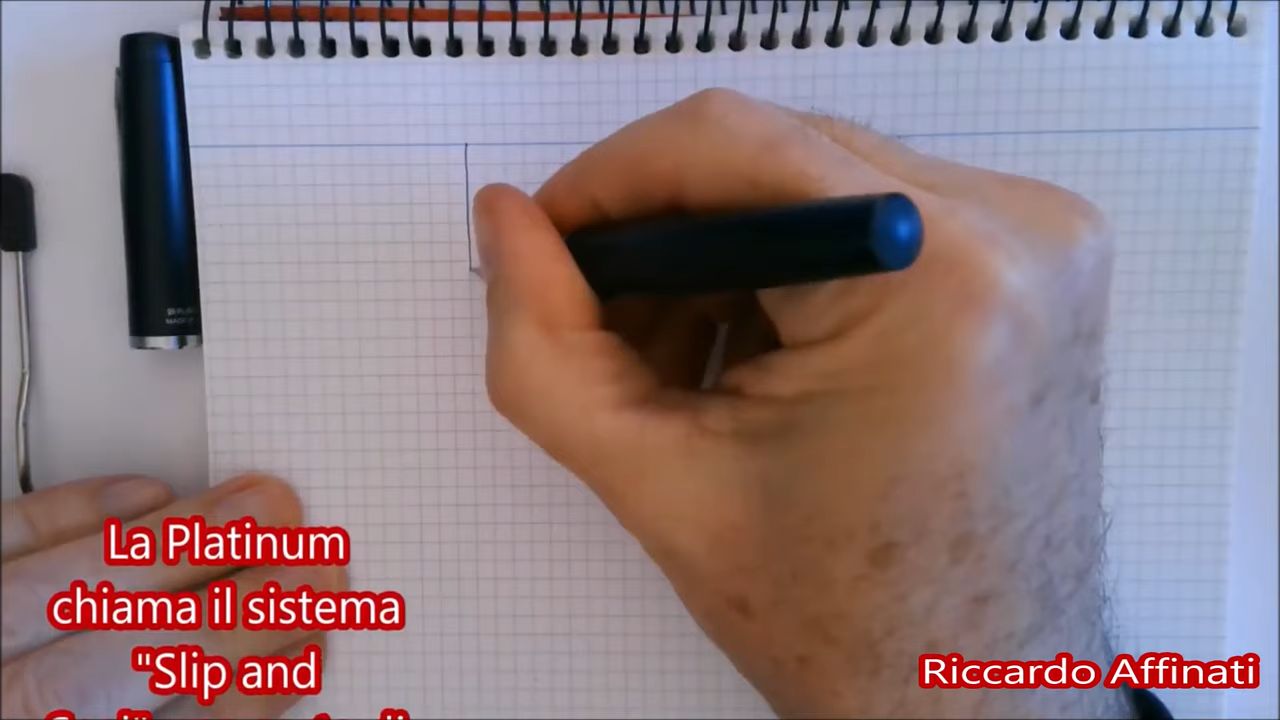 La Platinum
chiama il sistema
"Slip and
Riccardo Affinati